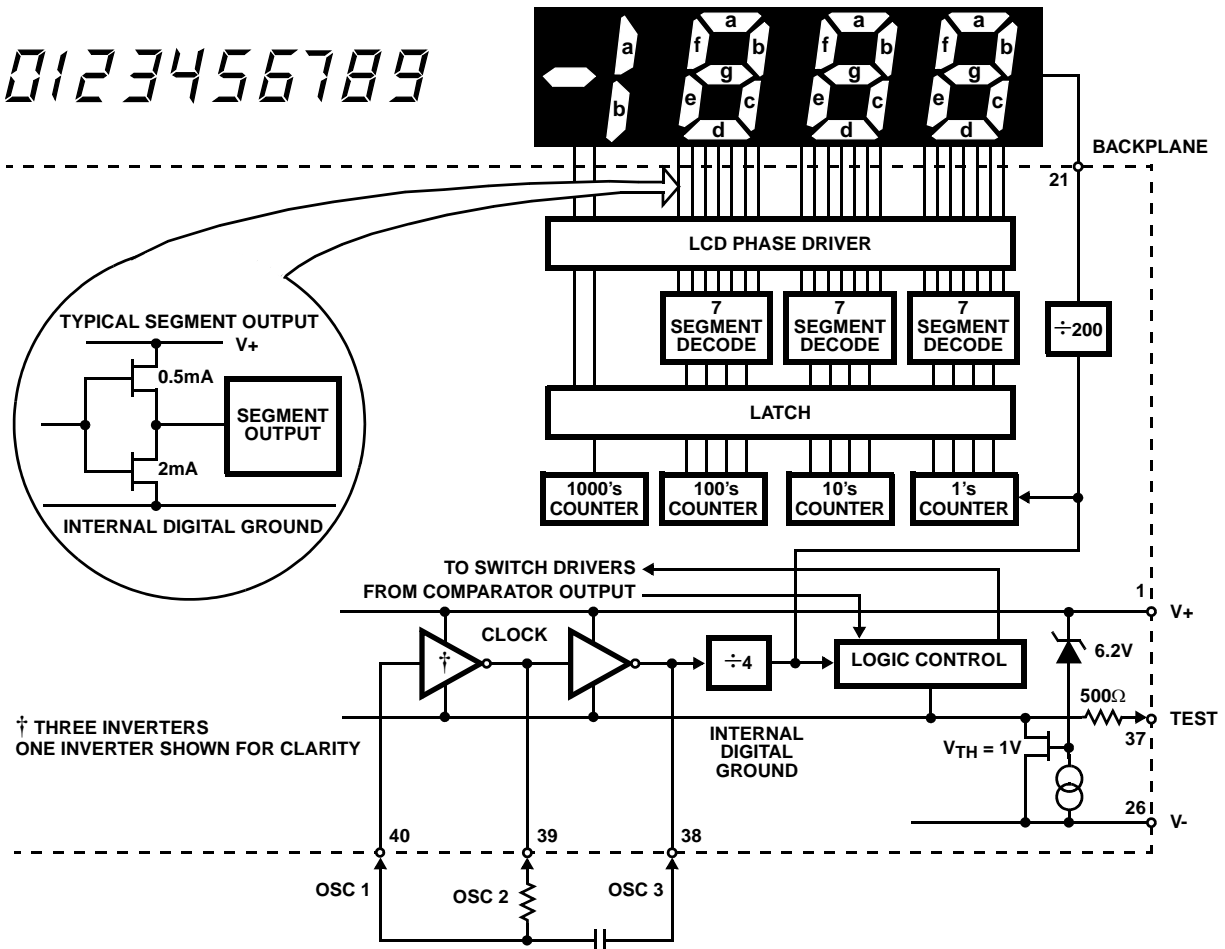 0123456789
a
b
a
f
b
g
e
c
d
a
f
b
g
e
c
d
a
f
b
g
e
c
d
BACKPLANE
21
LCD PHASE DRIVER
7
SEGMENT
DECODE
7
SEGMENT
DECODE
7
SEGMENT
DECODE
÷200
TYPICAL SEGMENT OUTPUT
V+
0.5mA
SEGMENT
OUTPUT
2mA
INTERNAL DIGITAL GROUND
LATCH
1000's
COUNTER
100's
COUNTER
10's
COUNTER
1's
COUNTER
TO SWITCH DRIVERS
FROM COMPARATOR OUTPUT
1
V+
CLOCK
†
÷4
LOGIC CONTROL
6.2V
500Ω
TEST
37
† THREE INVERTERS
ONE INVERTER SHOWN FOR CLARITY
INTERNAL
DIGITAL
GROUND
VTH = 1V
26
V-
40
39
38
OSC 1
OSC 2
OSC 3